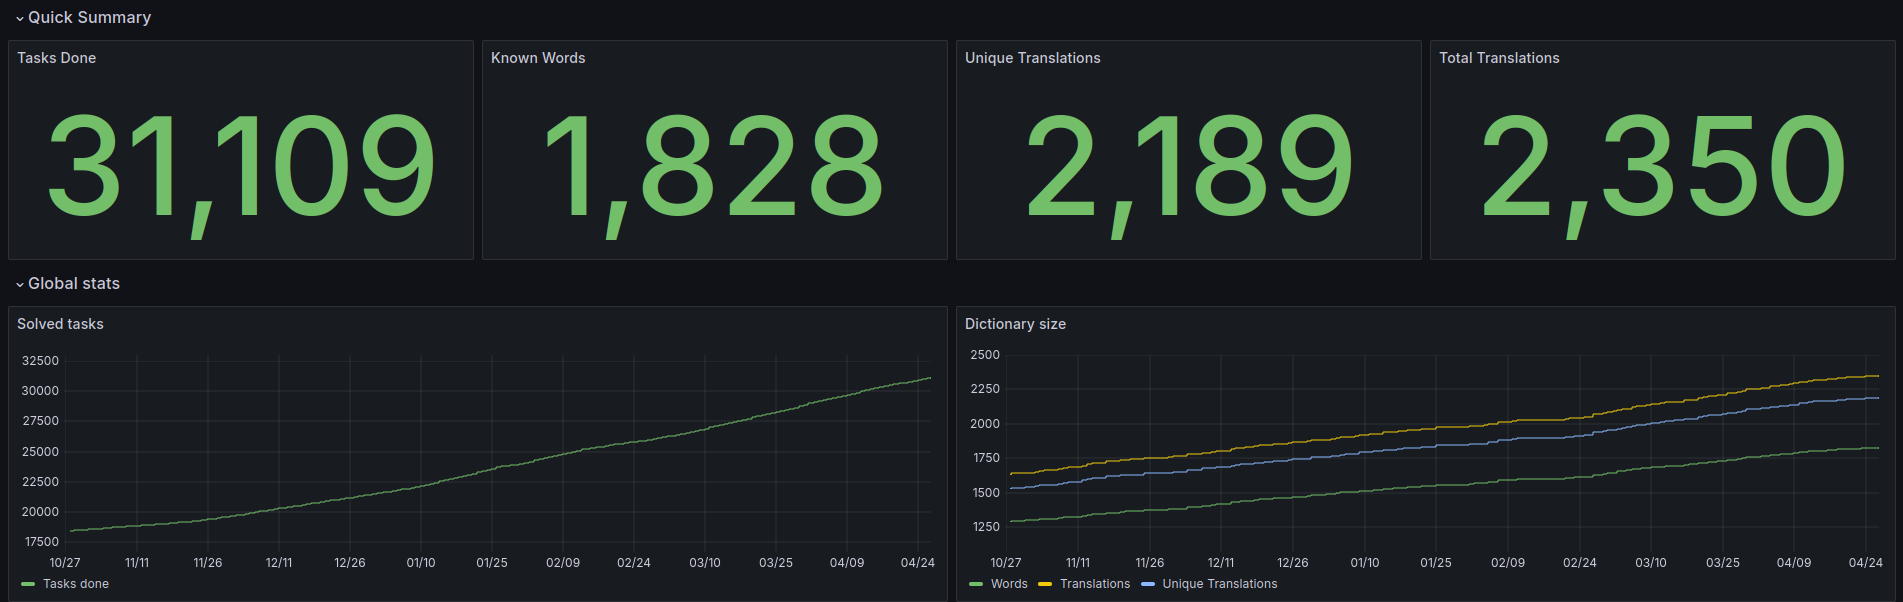 Quick Summary
Tasks Done
31,109
Known Words
1,828
Unique Translations
2,189
Total Translations
2,350
Global stats
Solved tasks
32500
30000
27500
25000
22500
20000
17500
10/27 11/11 11/26 12/11 12/26 01/10 01/25 02/09 02/24 03/10 03/25 04/09 04/24
Tasks done
Dictionary size
2500
2250
2000
1750
1500
1250
10/27 11/11 11/26 12/11 12/26 01/10 01/25 02/09 02/24 03/10 03/25 04/09 04/24
Words Translations Unique Translations